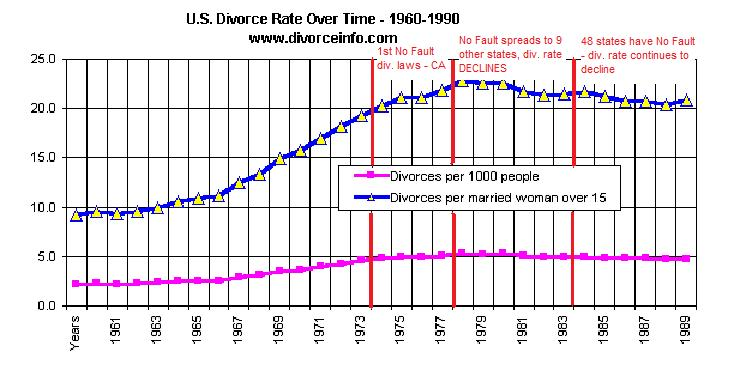 U.S. Divorce Rate Over Time - 1960-1990
www.divorceinfo.com
1st No Fault
div. laws - CA
No Fault spreads to 9
other states, div. rate
DECLINES
48 states have No Fault
- div. rate continues to
decline
25.0
20.0
15.0
10.0
5.0
0.0
Divorces per 1000 people
Divorces per married woman over 15
Years
1961
1963
1965
1967
1969
1971
1973
1975
1977
1979
1981
1983
1985
1987
1989